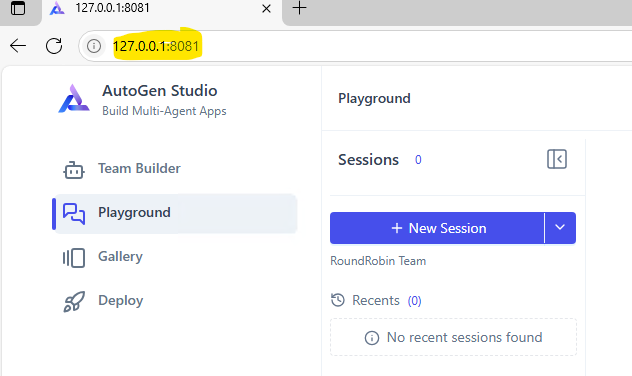 127.0.0.1:8081
127.0.0.1:8081
AutoGen Studio
Build Multi-Agent Apps
Team Builder
Playground
Gallery
Deploy
Playground
Sessions 0
New Session
RoundRobin Team
Recents (0)
No recent sessions found